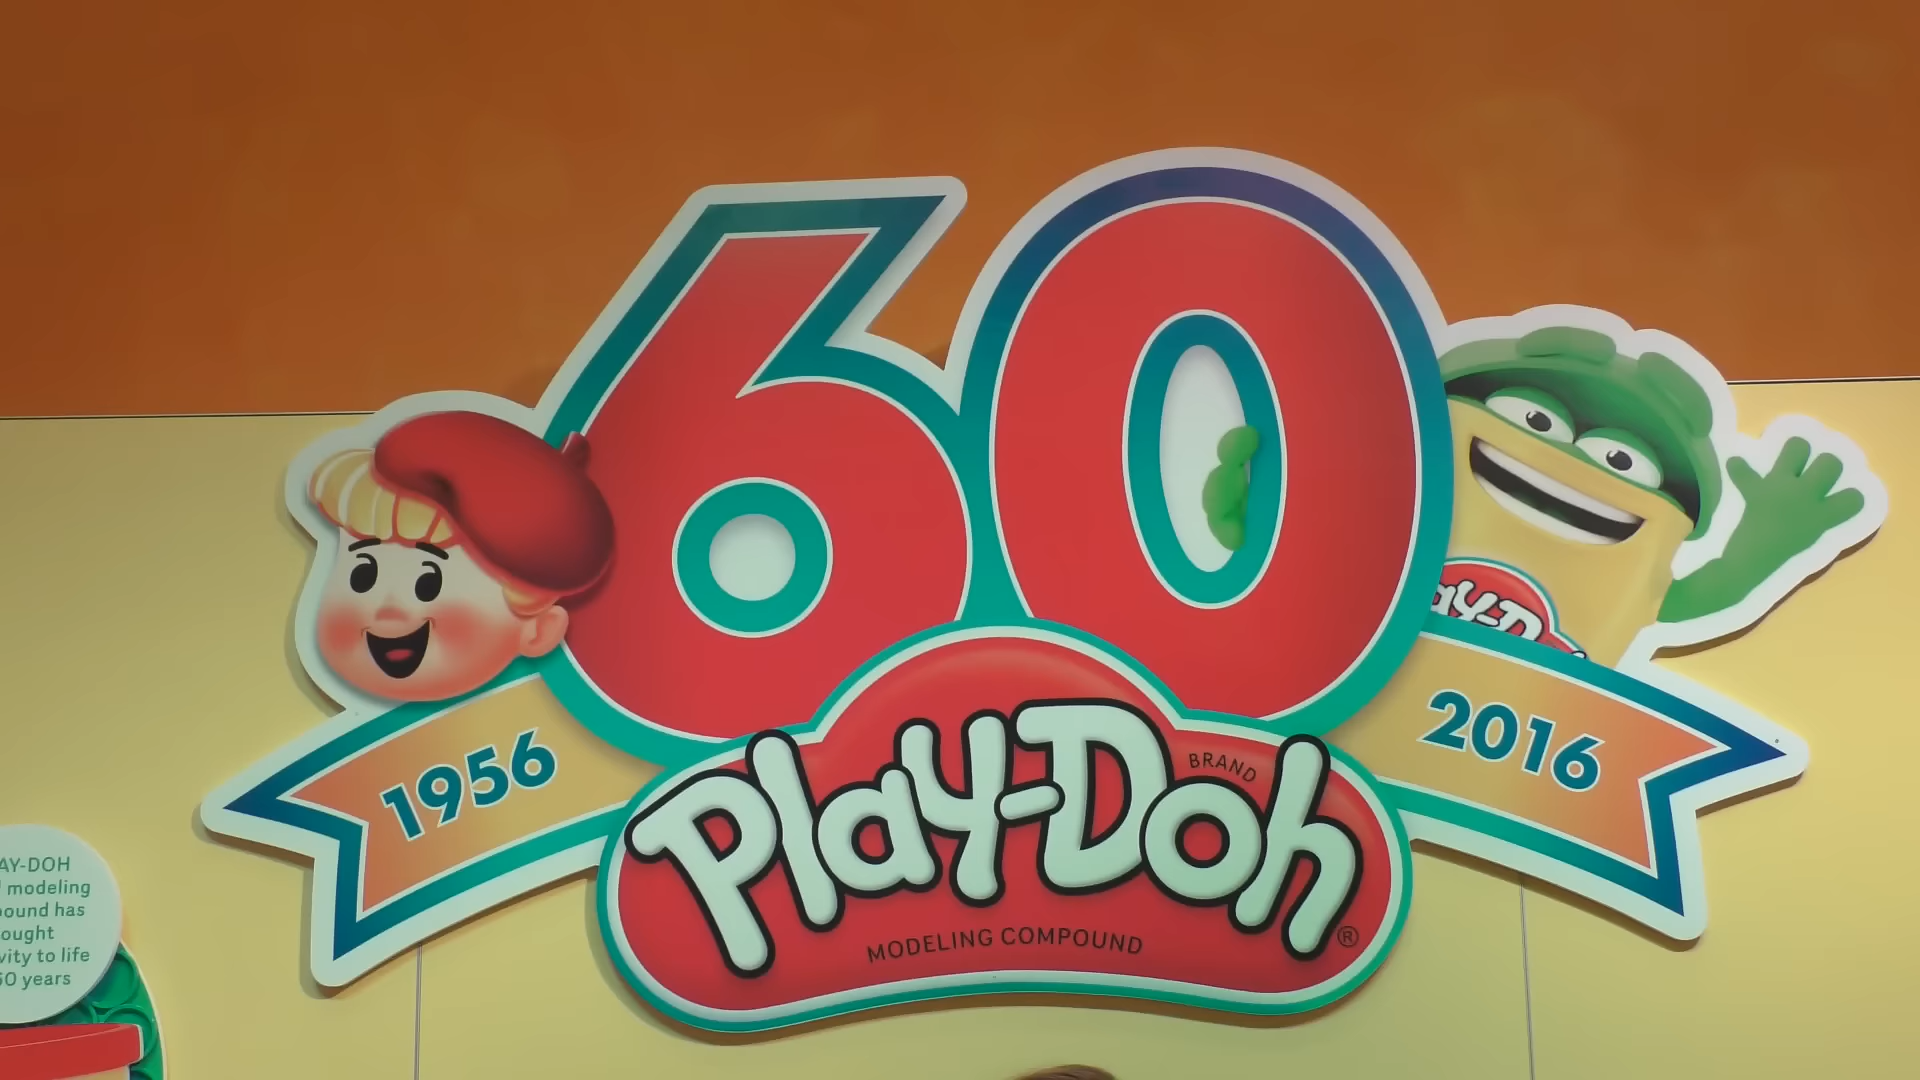 60
1956
2016
Play-Doh
BRAND
MODELING COMPOUND
®
ay-D
AY-DOH
modeling
ound has
ought
vity to life
60 years